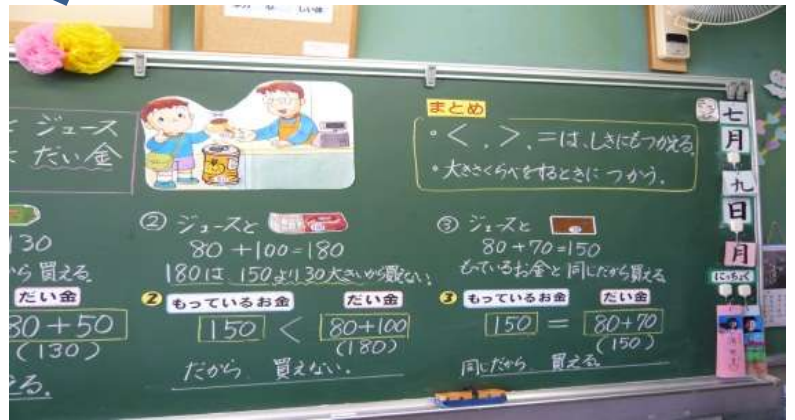 しい体
ジュース
だい金
130
ら買える。
だい金
80+50
(130)
る。
② ジュースと
80+100=180
180は 150より30大きいから買えない。
❷ もっているお金 だい金
150 < 80+100
(180)
だから 買えない。
まとめ
・<、>、=は、しきにもつかえる。
・大きさくらべをするときに つかう。
③ ジュースと
80+70=150
もっているお金と同じだから買える
❸ もっているお金 だい金
150 = 80+70
(150)
同じだから 買える。
七
月
九
日
月
にっちょく